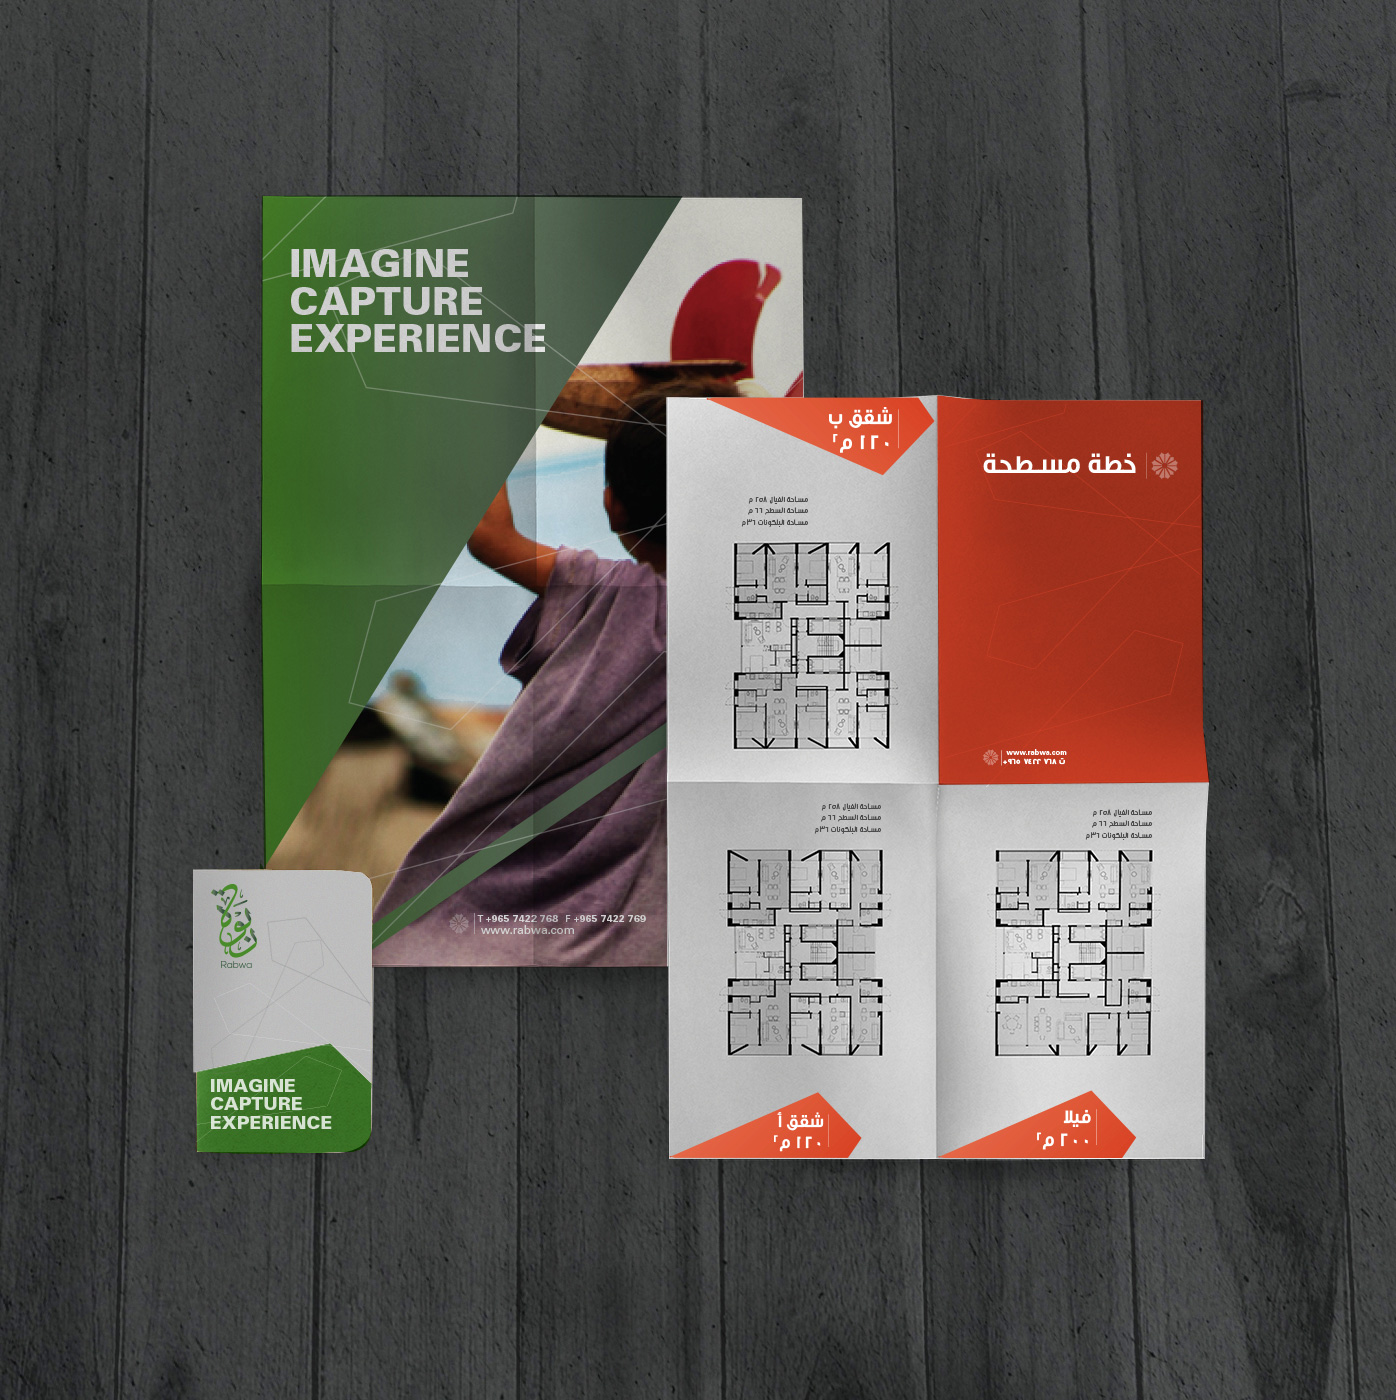 IMAGINE
CAPTURE
EXPERIENCE
T +965 7422 768 F +965 7422 769
www.rabwa.com
ربوة
Rabwa
IMAGINE
CAPTURE
EXPERIENCE
شقق ب
١٢٠ م٢
مساحة الفيال ٢٥٨ م
مساحة السطح ٦٦ م
مساحة البلكونات ٣٦م
خطة مسطحة
www.rabwa.com
ت ٧٦٨ ٧٤٢٢ ٩٦٥+
مساحة الفيال ٢٥٨ م
مساحة السطح ٦٦ م
مساحة البلكونات ٣٦م
شقق أ
١٢٠ م٢
مساحة الفيال ٢٥٨ م
مساحة السطح ٦٦ م
مساحة البلكونات ٣٦م
فيلا
٢٠٠ م٢